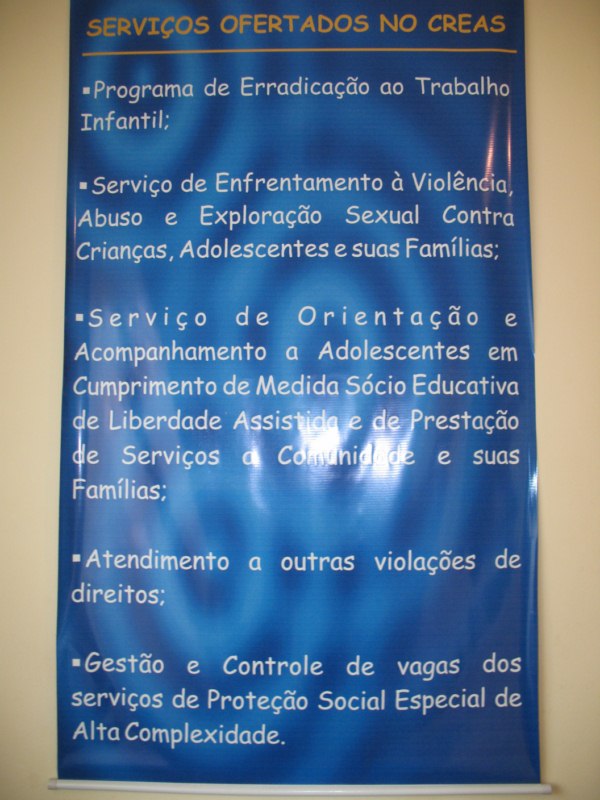 SERVIÇOS OFERTADOS NO CREAS
▪Programa de Erradicação ao Trabalho
Infantil;
▪Serviço de Enfrentamento à Violência,
Abuso e Exploração Sexual Contra
Crianças, Adolescentes e suas Famílias;
▪Serviço de Orientação e
Acompanhamento a Adolescentes em
Cumprimento de Medida Sócio Educativa
de Liberdade Assistida e de Prestação
de Serviços a Comunidade e suas
Famílias;
▪Atendimento a outras violações de
direitos;
▪Gestão e Controle de vagas dos
serviços de Proteção Social Especial de
Alta Complexidade.